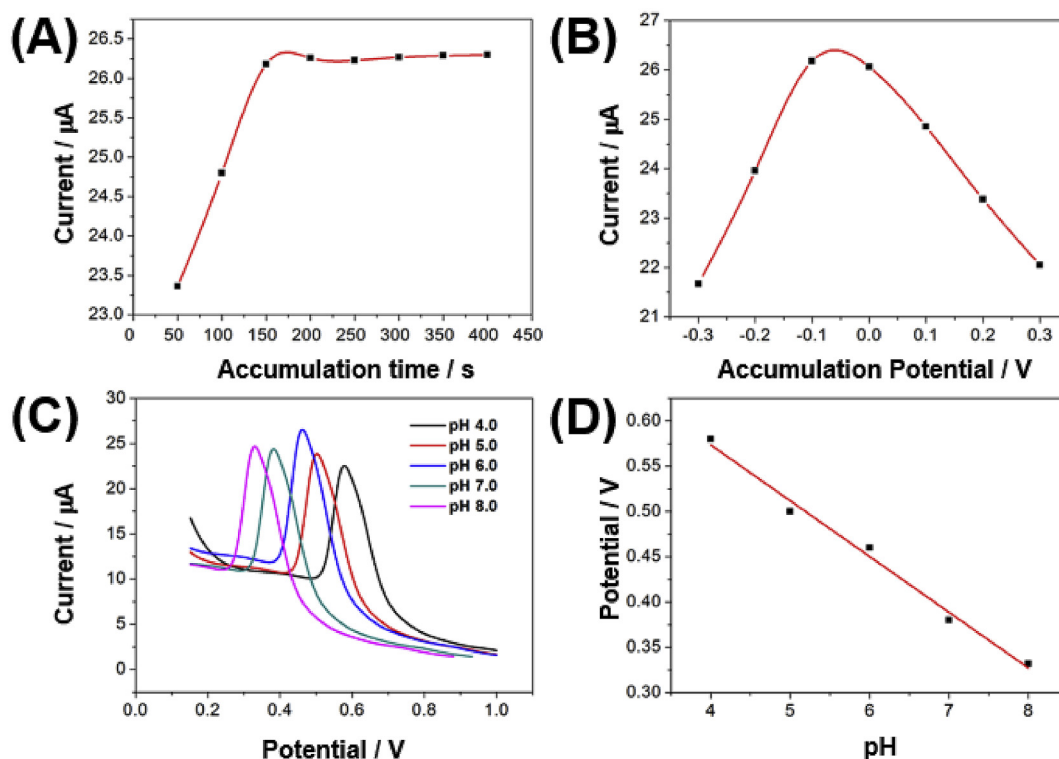 (A)
26.5
26.0
25.5
25.0
24.5
24.0
23.5
23.0
Current / μA
0 50 100 150 200 250 300 350 400 450
Accumulation time / s
(B)
27
26
25
24
23
22
21
Current / μA
-0.3 -0.2 -0.1 0.0 0.1 0.2 0.3
Accumulation Potential / V
(C)
30
25
20
15
10
5
0
Current / μA
pH 4.0
pH 5.0
pH 6.0
pH 7.0
pH 8.0
0.0 0.2 0.4 0.6 0.8 1.0
Potential / V
(D)
0.60
0.55
0.50
0.45
0.40
0.35
0.30
Potential / V
4 5 6 7 8
pH